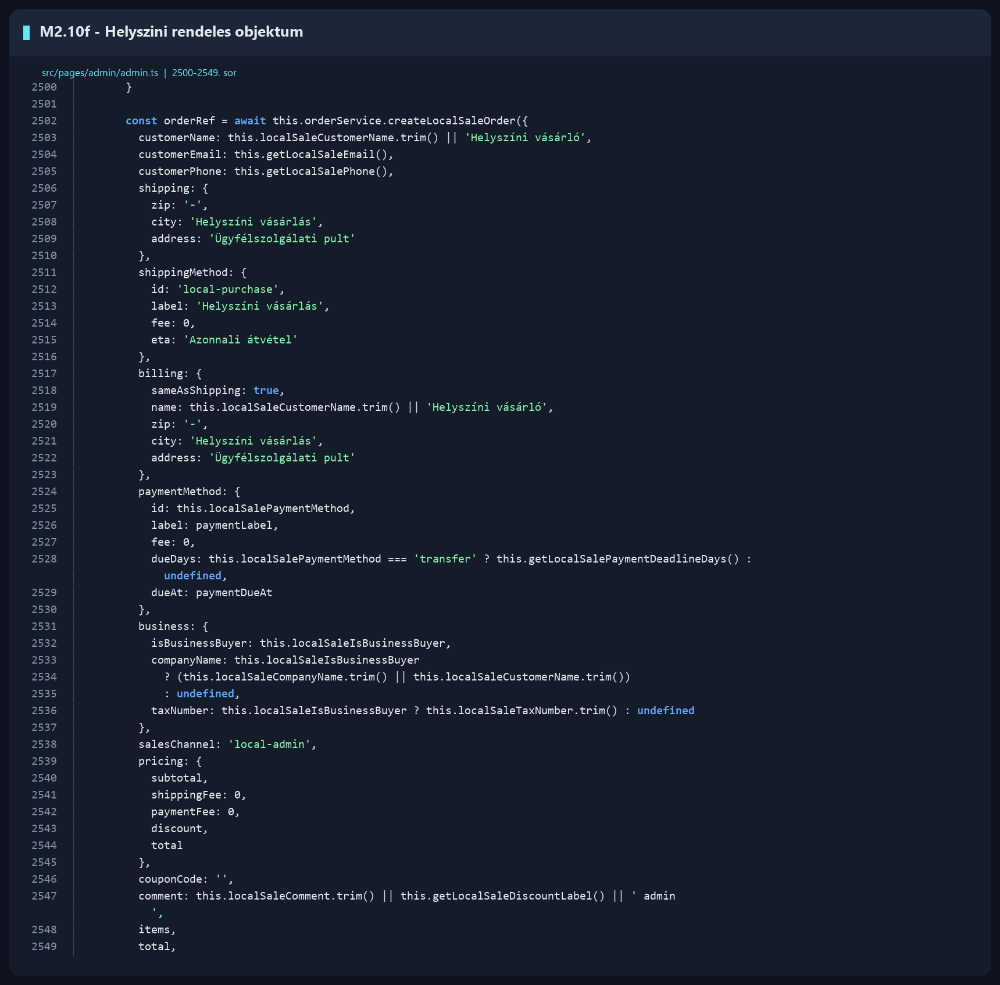 M2.10f - Helyszini rendeles objektum
src/pages/admin/admin.ts | 2500-2549. sor
2500 }
2501
2502 const orderRef = await this.orderService.createLocalSaleOrder({
2503 customerName: this.localSaleCustomerName.trim() || 'Helyszíni vásárló',
2504 customerEmail: this.getLocalSaleEmail(),
2505 customerPhone: this.getLocalSalePhone(),
2506 shipping: {
2507 zip: '-',
2508 city: 'Helyszíni vásárlás',
2509 address: 'Ügyfélszolgálati pult'
2510 },
2511 shippingMethod: {
2512 id: 'local-purchase',
2513 label: 'Helyszíni vásárlás',
2514 fee: 0,
2515 eta: 'Azonnali átvétel'
2516 },
2517 billing: {
2518 sameAsShipping: true,
2519 name: this.localSaleCustomerName.trim() || 'Helyszíni vásárló',
2520 zip: '-',
2521 city: 'Helyszíni vásárlás',
2522 address: 'Ügyfélszolgálati pult'
2523 },
2524 paymentMethod: {
2525 id: this.localSalePaymentMethod,
2526 label: paymentLabel,
2527 fee: 0,
2528 dueDays: this.localSalePaymentMethod === 'transfer' ? this.getLocalSalePaymentDeadlineDays() :
undefined,
2529 dueAt: paymentDueAt
2530 },
2531 business: {
2532 isBusinessBuyer: this.localSaleIsBusinessBuyer,
2533 companyName: this.localSaleIsBusinessBuyer
2534 ? (this.localSaleCompanyName.trim() || this.localSaleCustomerName.trim())
2535 : undefined,
2536 taxNumber: this.localSaleIsBusinessBuyer ? this.localSaleTaxNumber.trim() : undefined
2537 },
2538 salesChannel: 'local-admin',
2539 pricing: {
2540 subtotal,
2541 shippingFee: 0,
2542 paymentFee: 0,
2543 discount,
2544 total
2545 },
2546 couponCode: '',
2547 comment: this.localSaleComment.trim() || this.getLocalSaleDiscountLabel() || ' admin
',
2548 items,
2549 total,